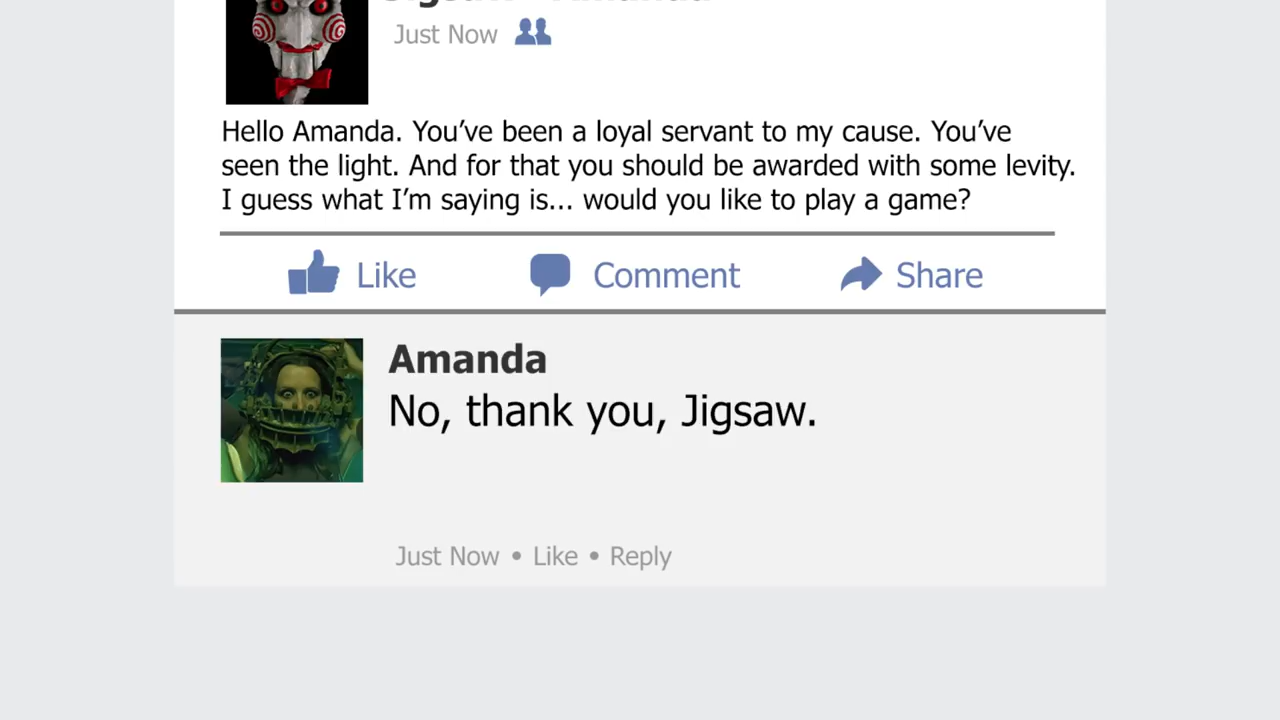 Just Now
Hello Amanda. You’ve been a loyal servant to my cause. You’ve
seen the light. And for that you should be awarded with some levity.
I guess what I’m saying is... would you like to play a game?
Like Comment Share
Amanda
No, thank you, Jigsaw.
Just Now • Like • Reply